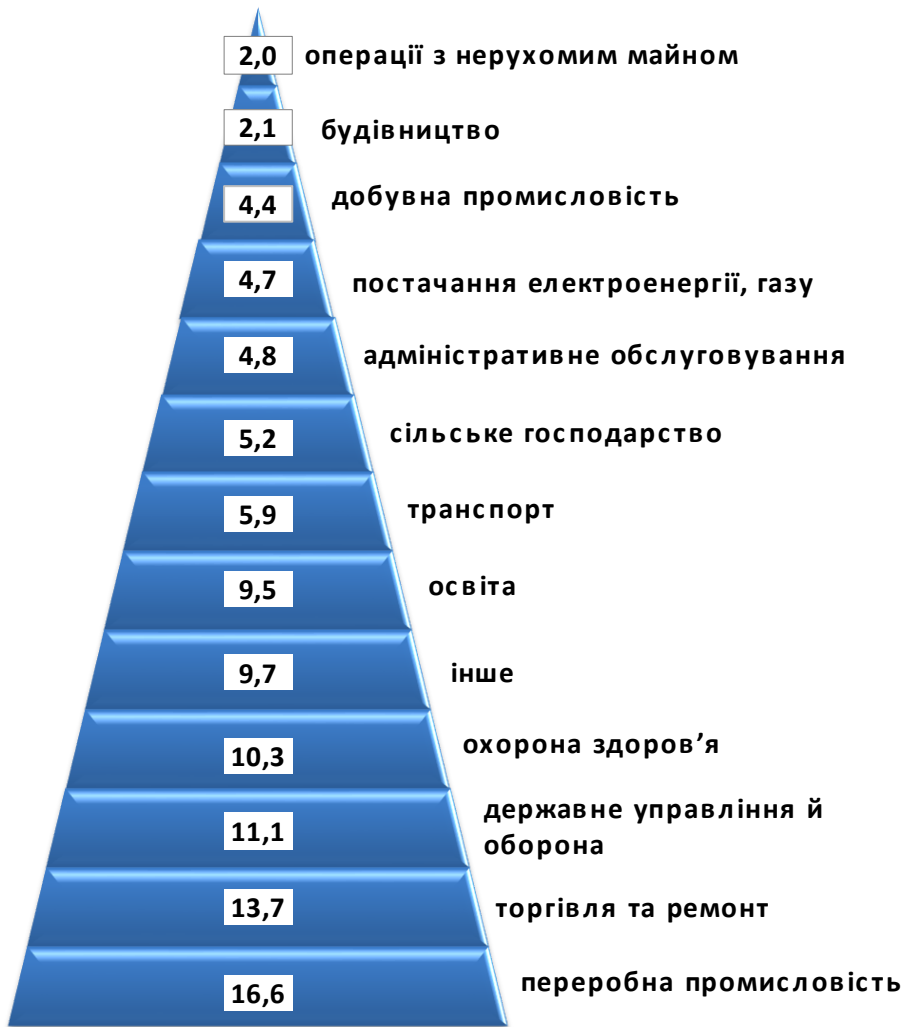 2,0 операції з нерухомим майном
2,1 будівництво
4,4 добувна промисловість
4,7 постачання електроенергії, газу
4,8 адміністративне обслуговування
5,2 сільське господарство
5,9 транспорт
9,5 освіта
9,7 інше
10,3 охорона здоров’я
11,1 державне управління й
оборона
13,7 торгівля та ремонт
16,6 переробна промисловість